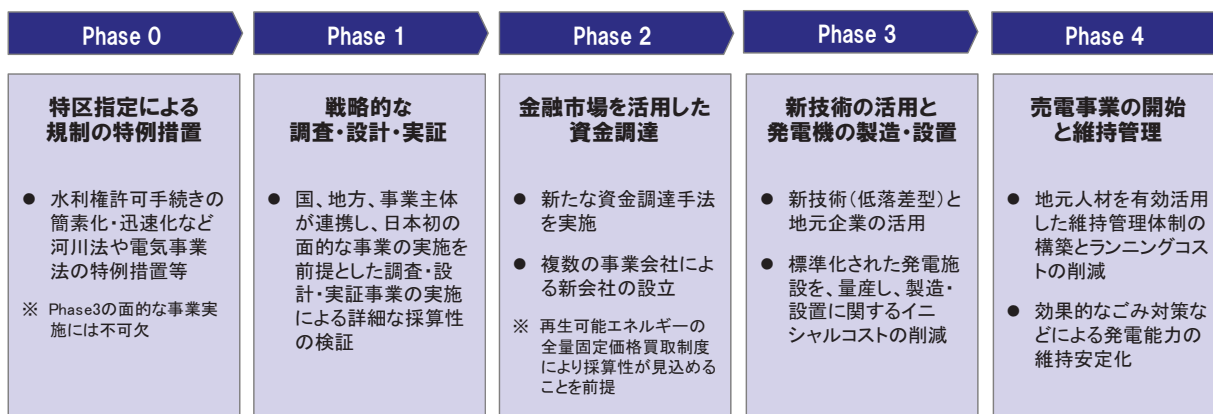 Phase 0
特区指定による
規制の特例措置
● 水利権許可手続きの
簡素化・迅速化など
河川法や電気事業
法の特例措置等
※ Phase3の面的な事業実
施には不可欠
Phase 1
戦略的な
調査・設計・実証
● 国、地方、事業主体
が連携し、日本初の
面的な事業の実施を
前提とした調査・設
計・実証事業の実施
による詳細な採算性
の検証
Phase 2
金融市場を活用した
資金調達
● 新たな資金調達手法
を実施
● 複数の事業会社によ
る新会社の設立
※ 再生可能エネルギーの
全量固定価格買取制度
により採算性が見込める
ことを前提
Phase 3
新技術の活用と
発電機の製造・設置
● 新技術(低落差型)と
地元企業の活用
● 標準化された発電施
設を、量産し、製造・
設置に関するイニ
シャルコストの削減
Phase 4
売電事業の開始
と維持管理
● 地元人材を有効活用
した維持管理体制の
構築とランニングコス
トの削減
● 効果的なごみ対策な
どによる発電能力の
維持安定化